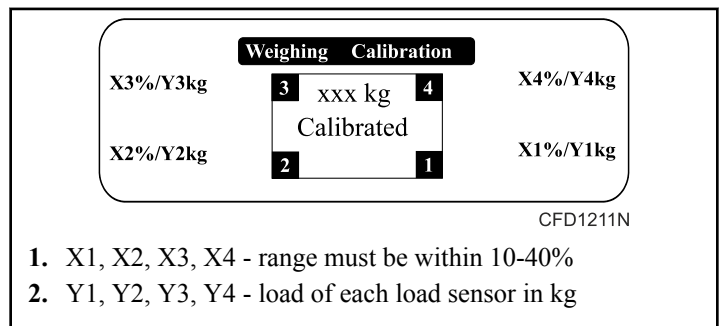 Weighing Calibration
X3%/Y3kg
3
xxx kg
4
X4%/Y4kg
Calibrated
X2%/Y2kg
2
1
X1%/Y1kg
CFD1211N
1. X1, X2, X3, X4 - range must be within 10-40%
2. Y1, Y2, Y3, Y4 - load of each load sensor in kg